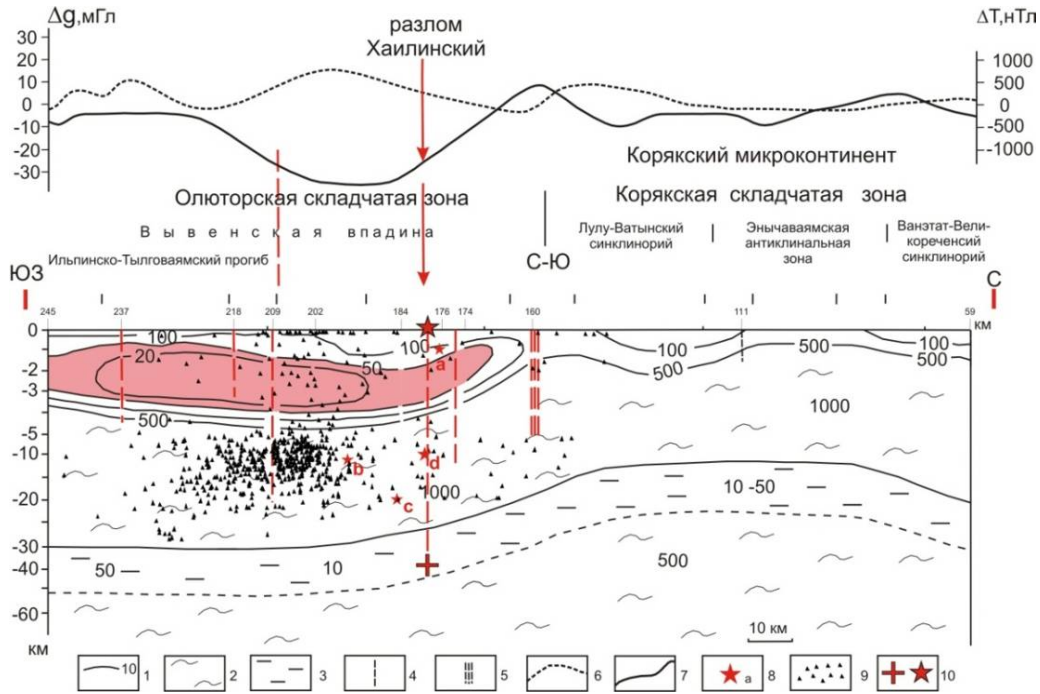 Δg,мГл
разлом
Хаилинский
ΔT,нТл
30
20
10
0
-10
-20
-30
1000
500
0
-500
-1000
Корякский микроконтинент
Олюторская складчатая зона
Корякская складчатая зона
Вывенская впадина
Лулу-Ватынский
синклинорий
Энычаваямская
антиклинальная
зона
Ванэтат-Вели-
кореченсий
синклинорий
Ильпинско-Тылговаямский прогиб
ЮЗ
С-Ю
С
245 237 218 209 202 184 176 174 160 111 59
0
-1
-2
-3
-5
-10
-20
-30
-40
-60
км
км
100
20
50
100
a
500
100
500
500
100
500
1000
b
d
c
1000
10 -50
50
10
500
10 км
10 1 2 3 4 5 6 7 a 8 9 10